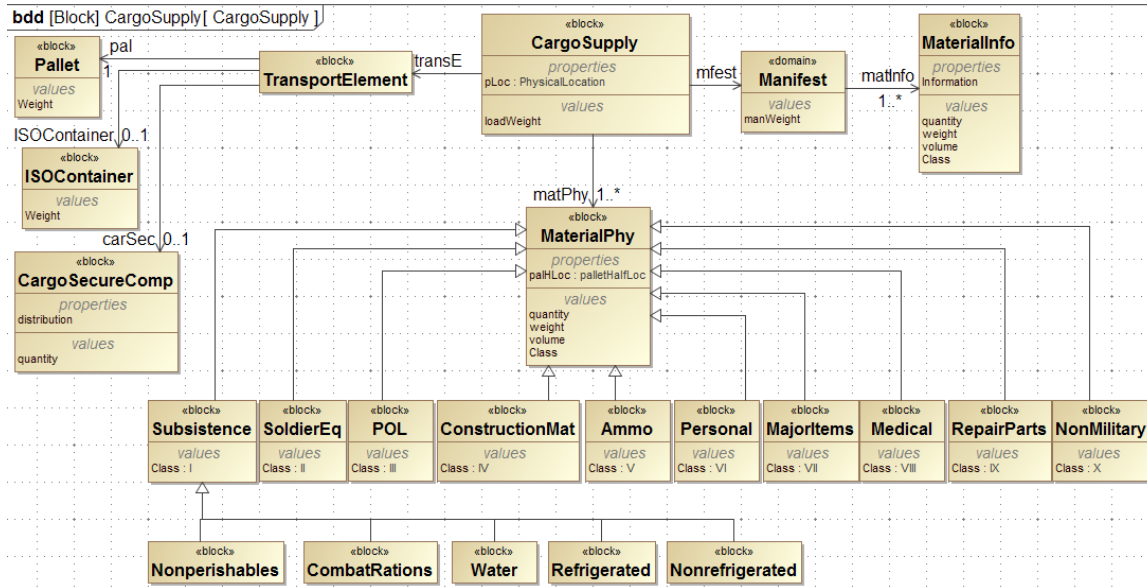 bdd [Block] CargoSupply[ CargoSupply ]
«block»
Pallet
values
Weight
pal
1
«block»
TransportElement
transE
«block»
CargoSupply
properties
pLoc : PhysicalLocation
values
loadWeight
mfest
«domain»
Manifest
values
manWeight
matInfo
1..*
«block»
MaterialInfo
properties
Information
values
quantity
weight
volume
Class
ISOContainer 0..1
«block»
ISOContainer
values
Weight
carSec 0..1
«block»
CargoSecureComp
properties
distribution
values
quantity
matPhy 1..*
«block»
MaterialPhy
properties
palHLoc : palletHalfLoc
values
quantity
weight
volume
Class
«block»
Subsistence
values
Class : I
«block»
SoldierEq
values
Class : II
«block»
POL
values
Class : III
«block»
ConstructionMat
values
Class : IV
«block»
Ammo
values
Class : V
«block»
Personal
values
Class : VI
«block»
MajorItems
values
Class : VII
«block»
Medical
values
Class : VIII
«block»
RepairParts
values
Class : IX
«block»
NonMilitary
values
Class : X
«block»
Nonperishables
«block»
CombatRations
«block»
Water
«block»
Refrigerated
«block»
Nonrefrigerated